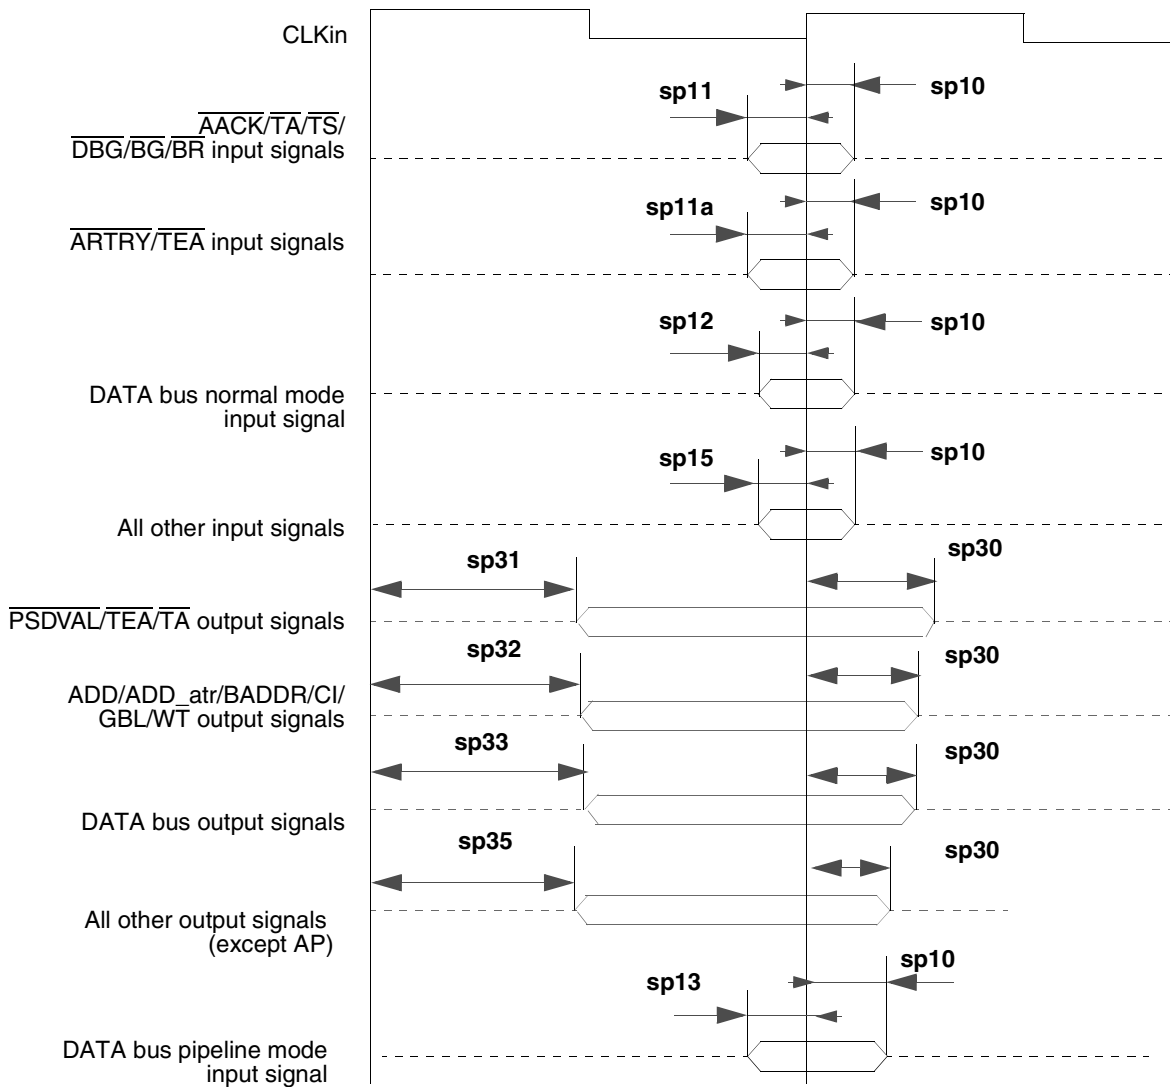 CLKin
sp11
sp10
AACK/TA/TS/
DBG/BG/BR input signals
sp11a
sp10
ARTRY/TEA input signals
sp12
sp10
DATA bus normal mode
input signal
sp15
sp10
All other input signals
sp31
sp30
PSDVAL/TEA/TA output signals
sp32
sp30
ADD/ADD_atr/BADDR/CI/
GBL/WT output signals
sp33
sp30
DATA bus output signals
sp35
sp30
All other output signals
(except AP)
sp13
sp10
DATA bus pipeline mode
input signal